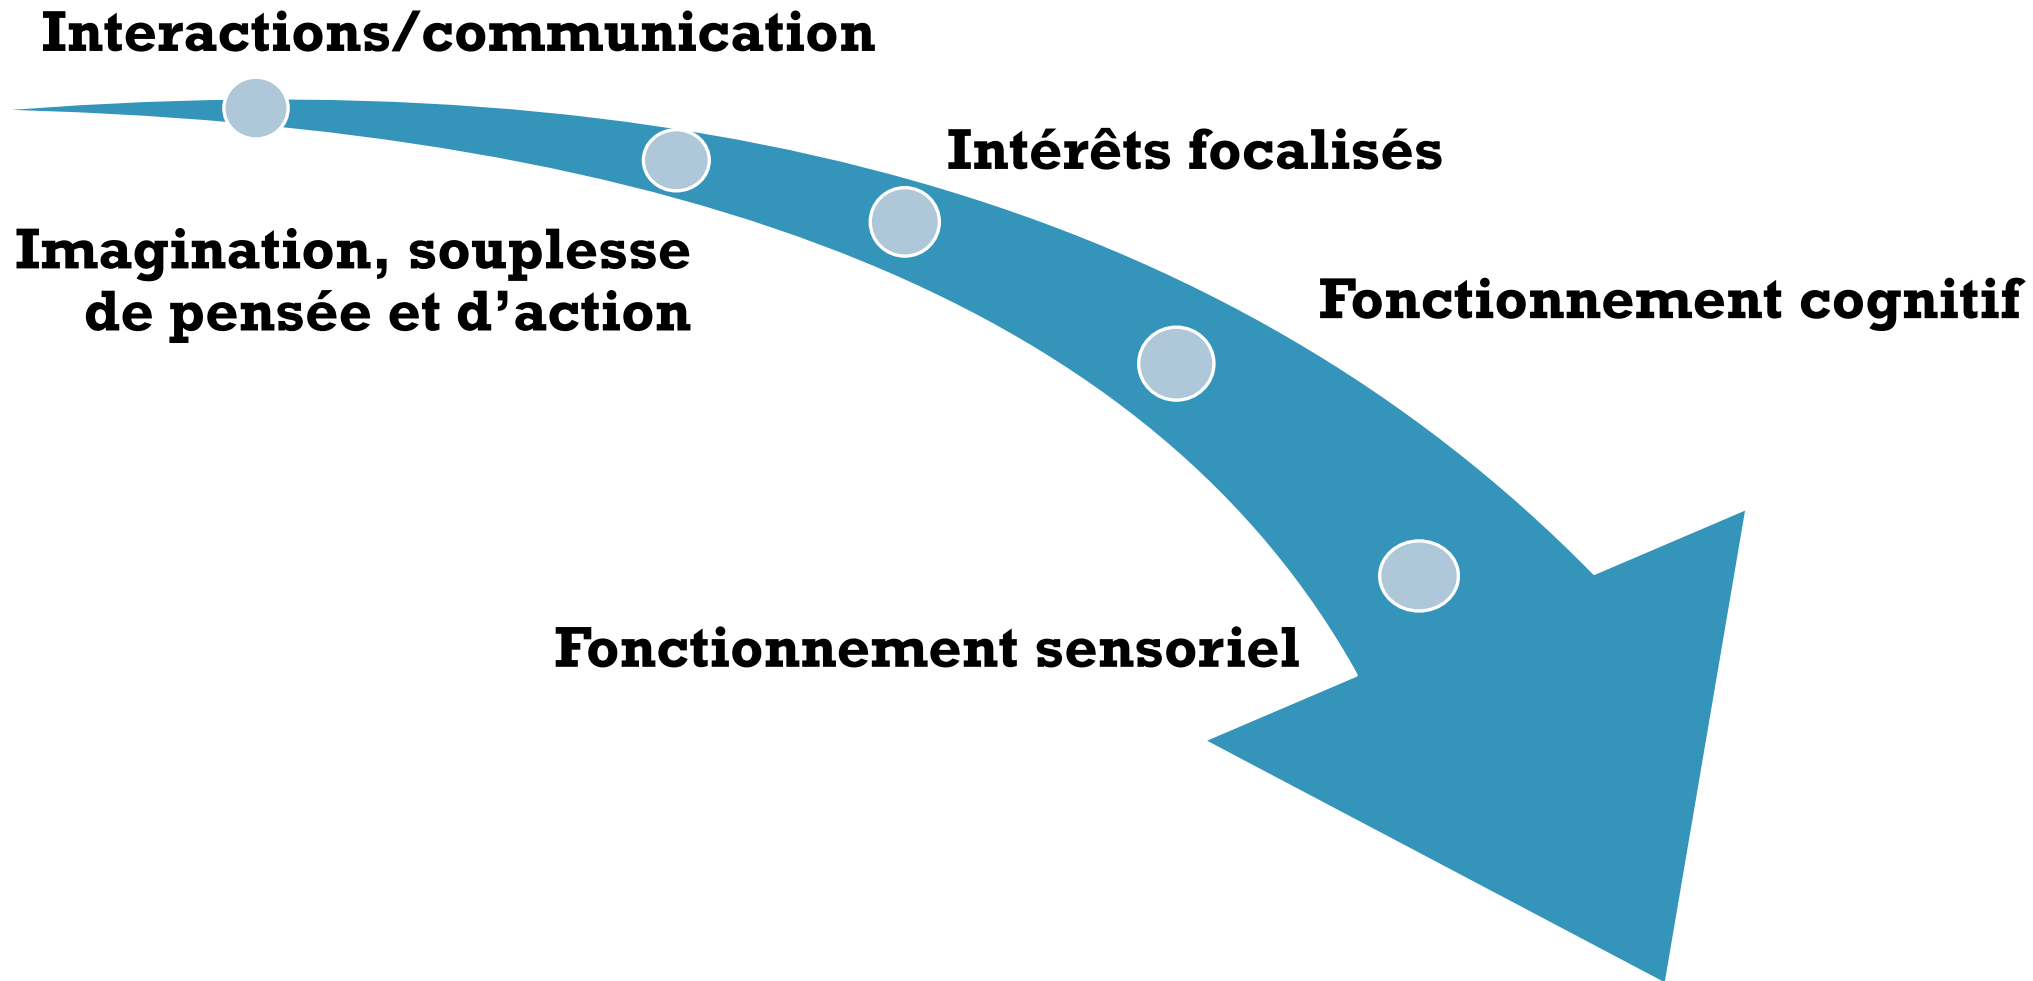 Interactions/communication
Intérêts focalisés
Imagination, souplesse
de pensée et d’action
Fonctionnement cognitif
Fonctionnement sensoriel